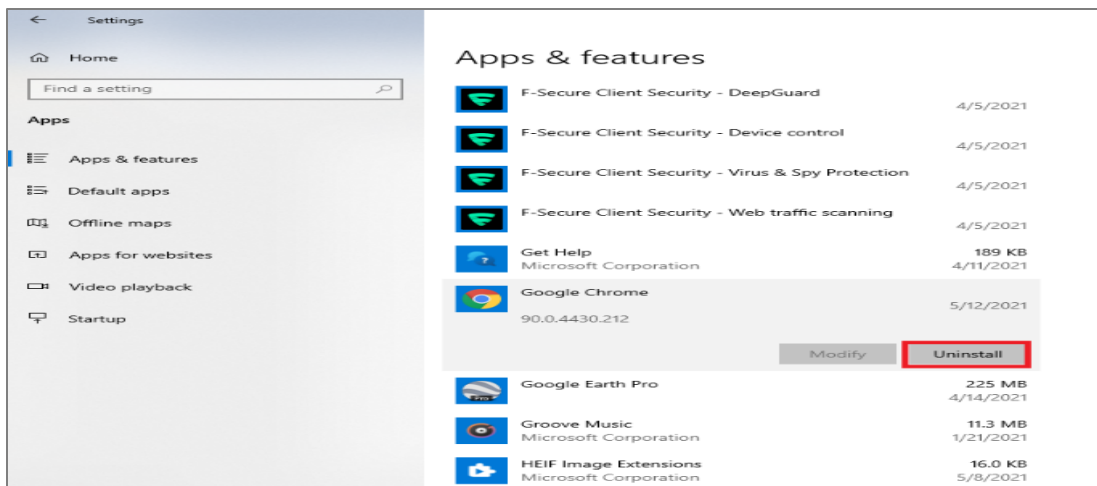 Settings
Home
Find a setting
Apps
Apps & features
Default apps
Offline maps
Apps for websites
Video playback
Startup
Apps & features
F-Secure Client Security - DeepGuard
4/5/2021
F-Secure Client Security - Device control
4/5/2021
F-Secure Client Security - Virus & Spy Protection
4/5/2021
F-Secure Client Security - Web traffic scanning
4/5/2021
Get Help 189 KB
Microsoft Corporation 4/11/2021
Google Chrome
5/12/2021
90.0.4430.212
Modify Uninstall
Google Earth Pro 225 MB
4/14/2021
Groove Music 11.3 MB
Microsoft Corporation 1/21/2021
HEIF Image Extensions 16.0 KB
Microsoft Corporation 5/8/2021